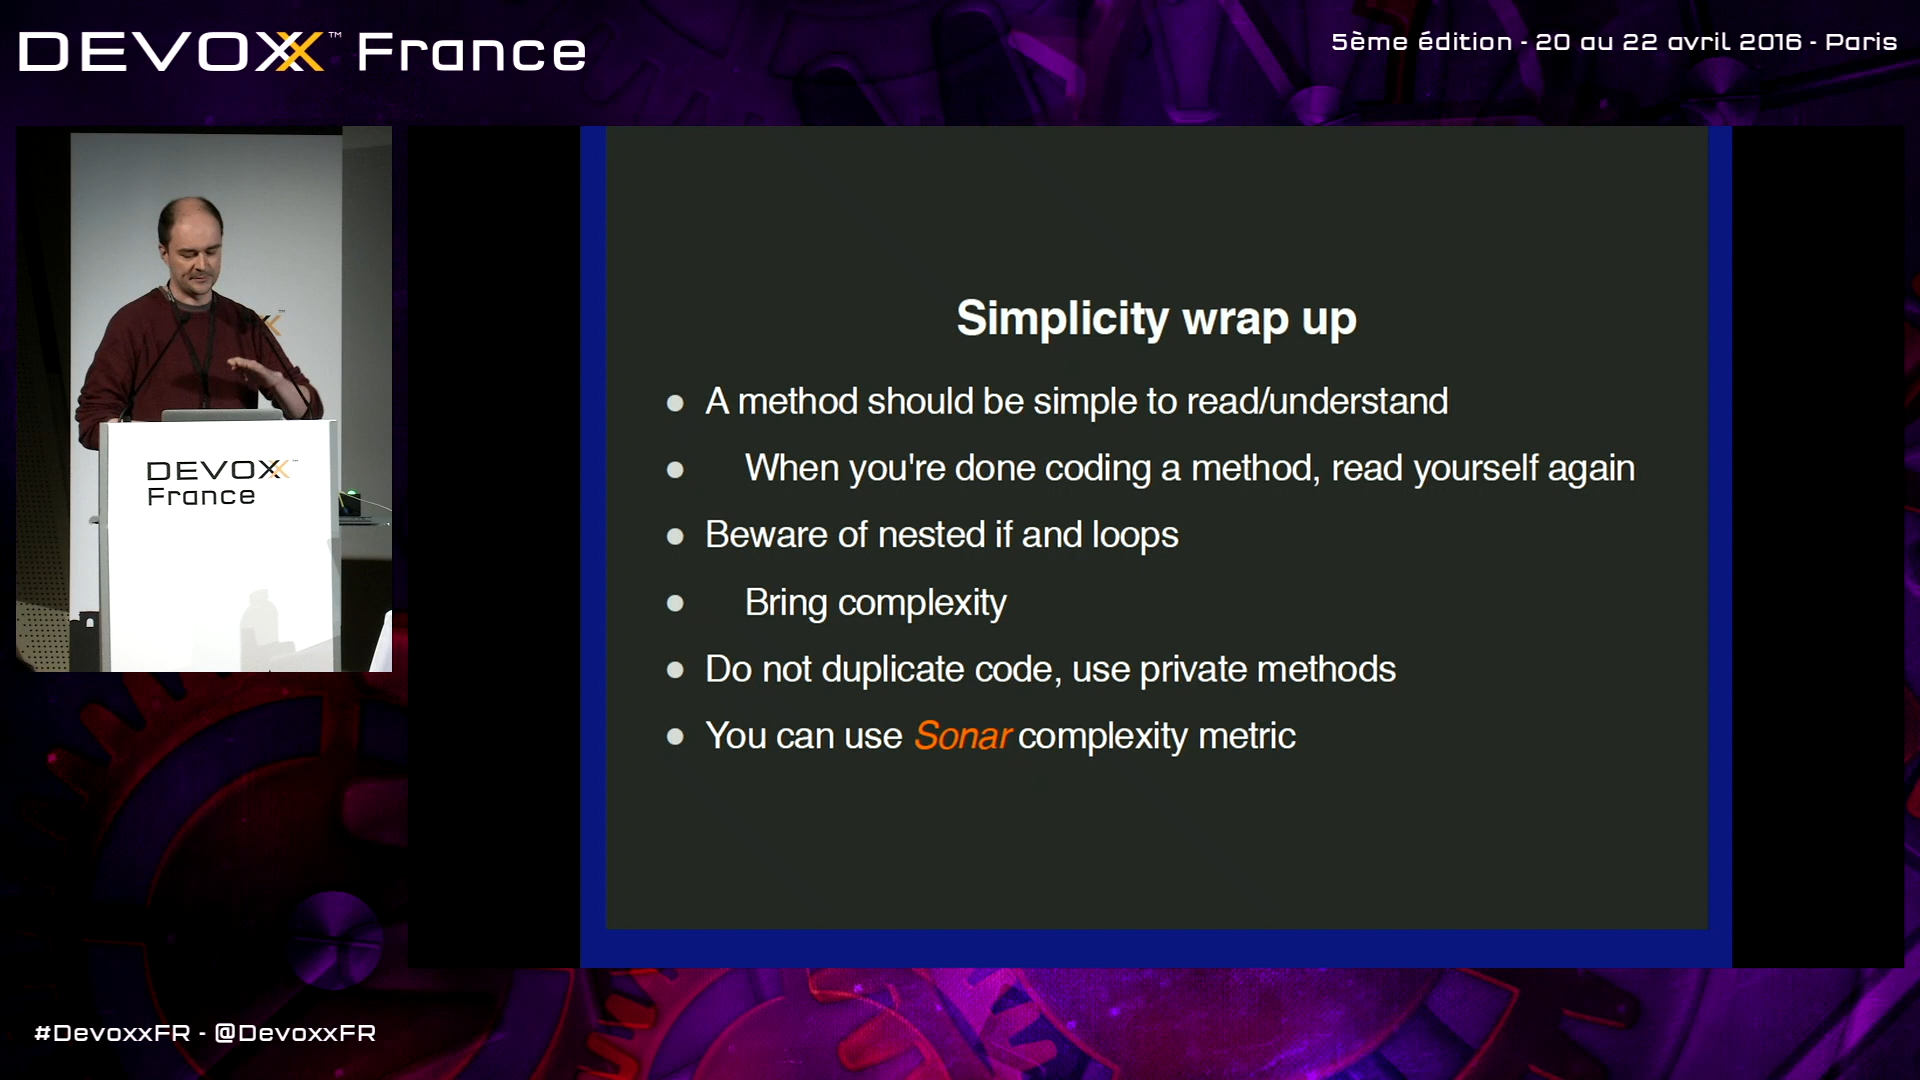 DEVOXX™ France
5ème édition - 20 au 22 avril 2016 - Paris
DEVOXX™
France
Simplicity wrap up
● A method should be simple to read/understand
● When you're done coding a method, read yourself again
● Beware of nested if and loops
● Bring complexity
● Do not duplicate code, use private methods
● You can use Sonar complexity metric
#DevoxxFR - @DevoxxFR